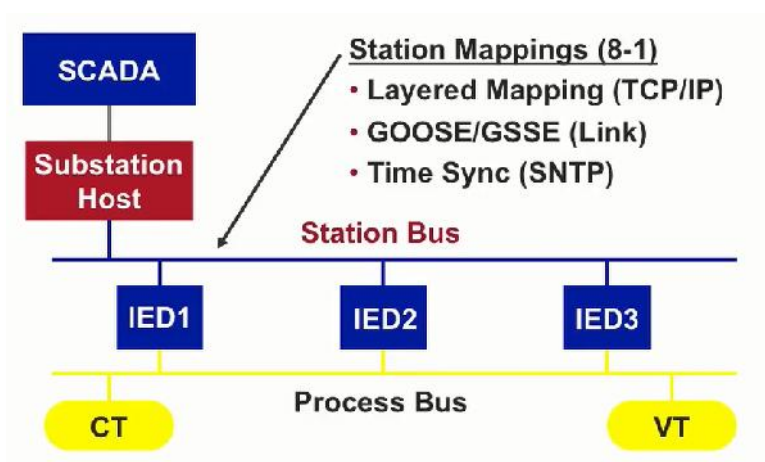 SCADA
Substation
Host
Station Mappings (8-1)
• Layered Mapping (TCP/IP)
• GOOSE/GSSE (Link)
• Time Sync (SNTP)
Station Bus
IED1
IED2
IED3
Process Bus
CT
VT